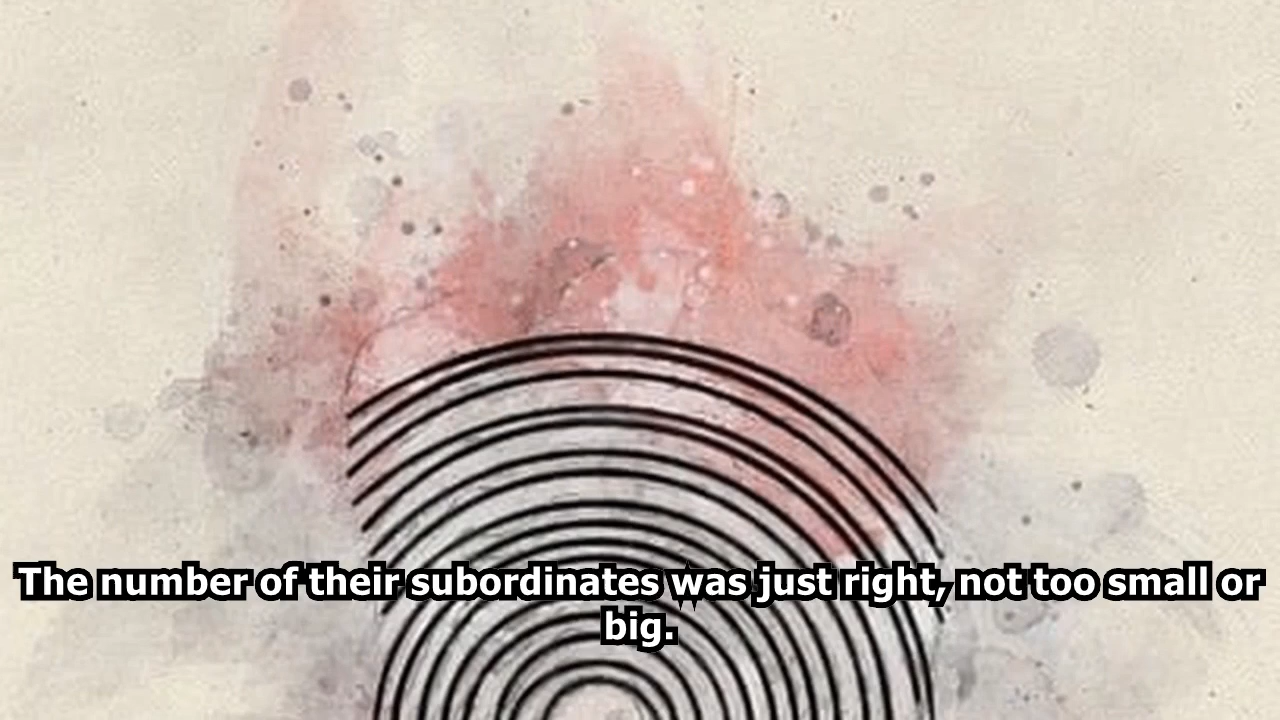 The number of their subordinates was just right, not too small or
big.